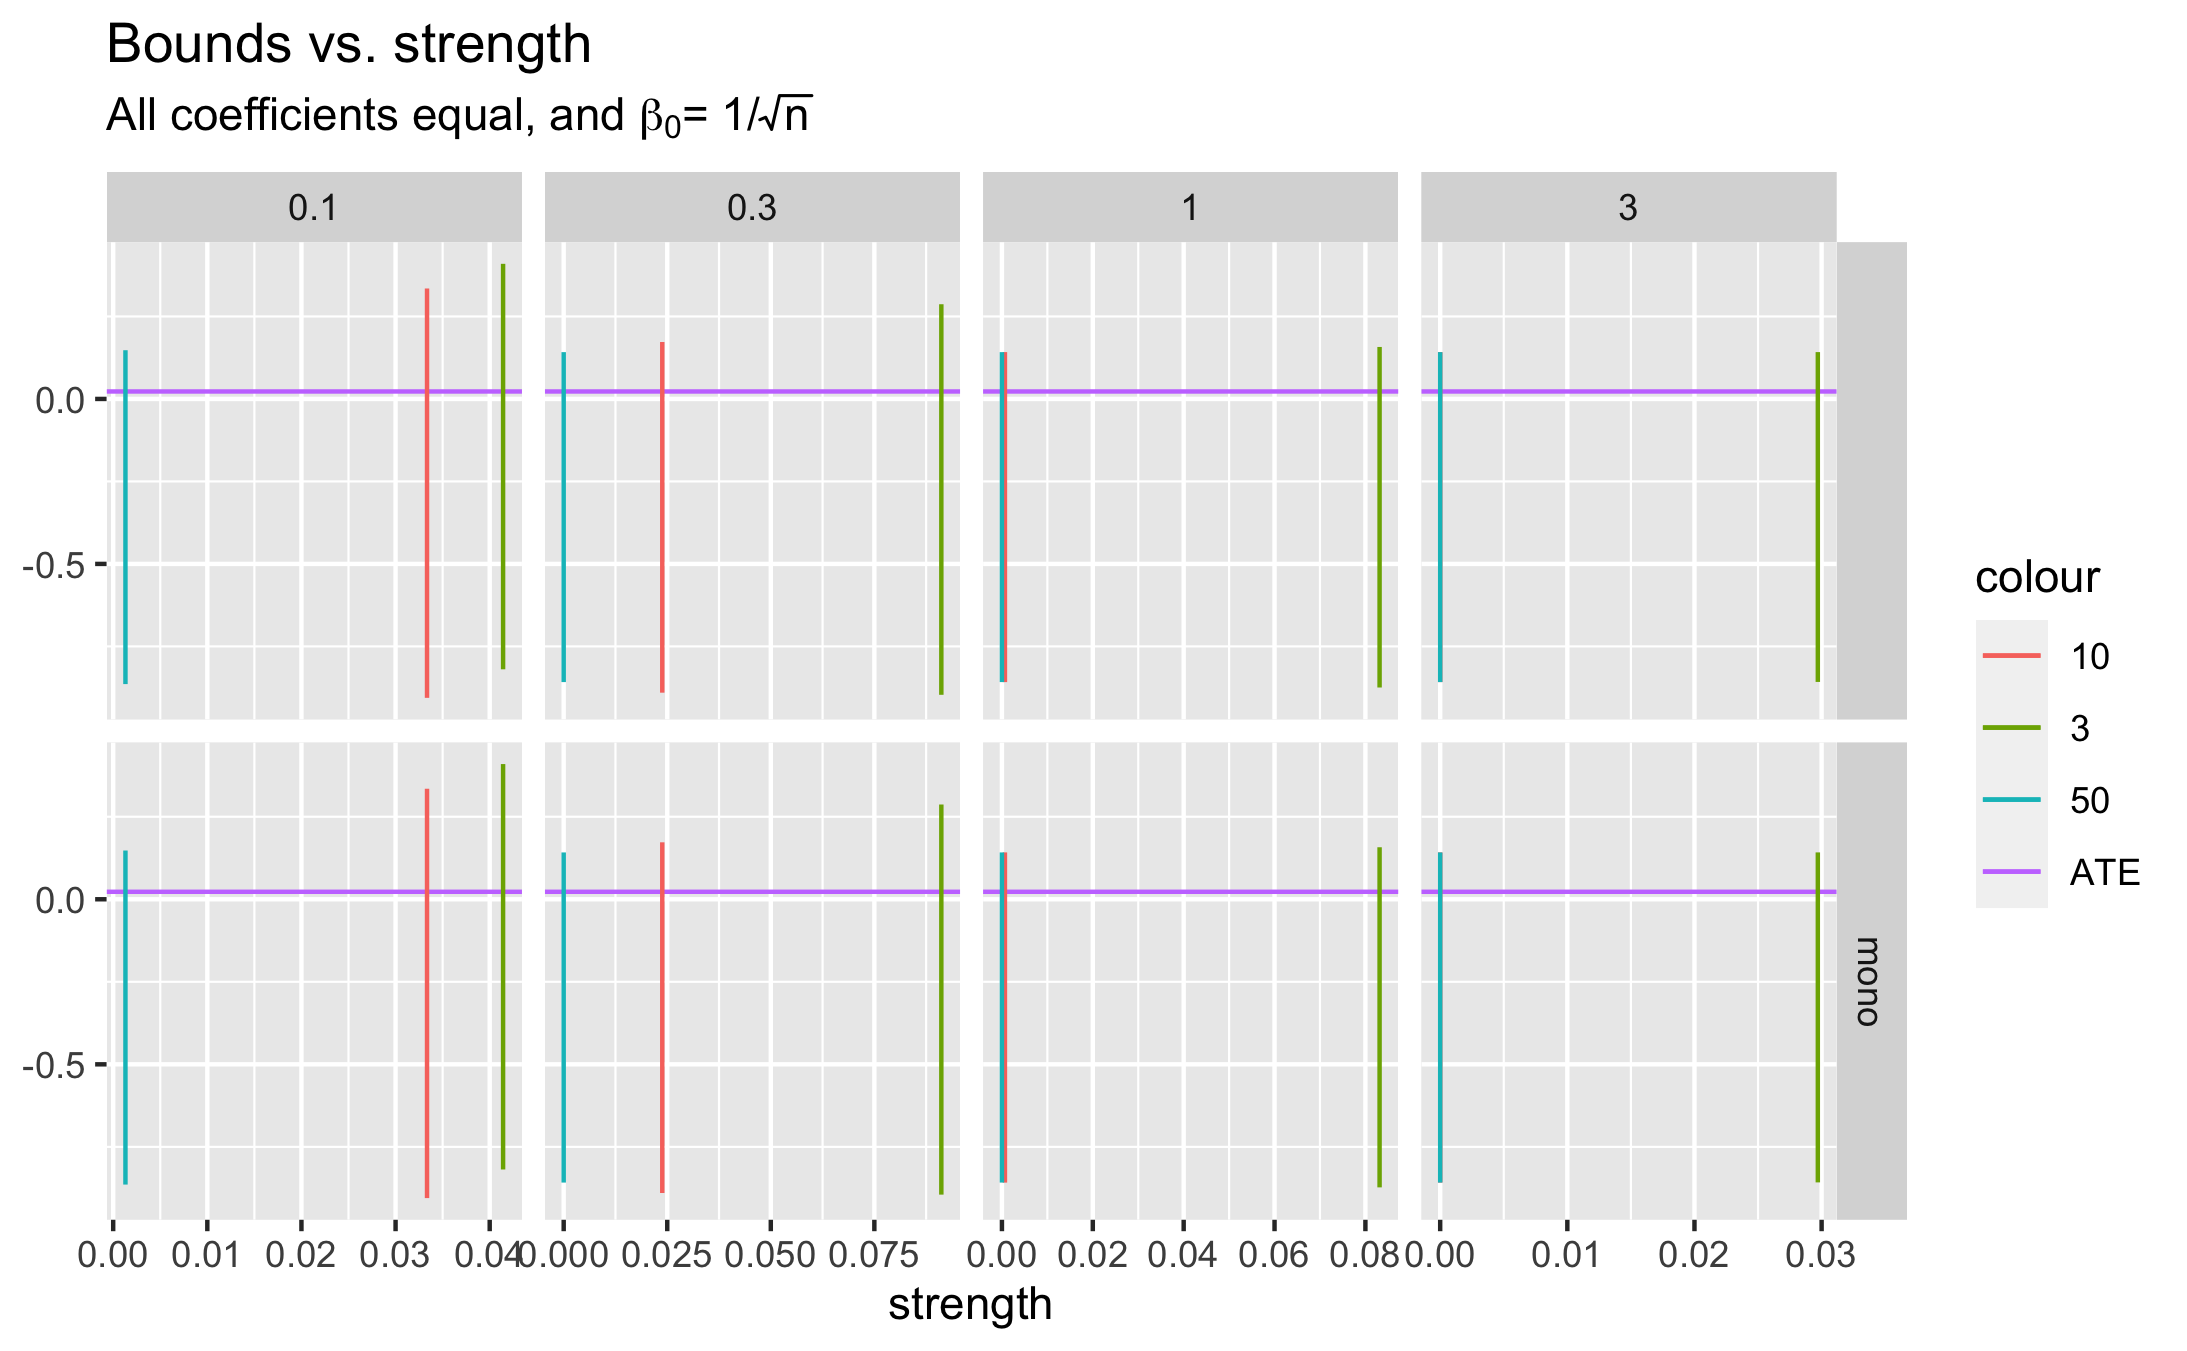 Bounds vs. strength
All coefficients equal, and β₀= 1/√n
0.1 0.3 1 3
0.0
-0.5
0.0
-0.5
mono
0.00 0.01 0.02 0.03 0.04 0.000 0.025 0.050 0.075 0.00 0.02 0.04 0.06 0.08 0.00 0.01 0.02 0.03
strength
colour
10
3
50
ATE